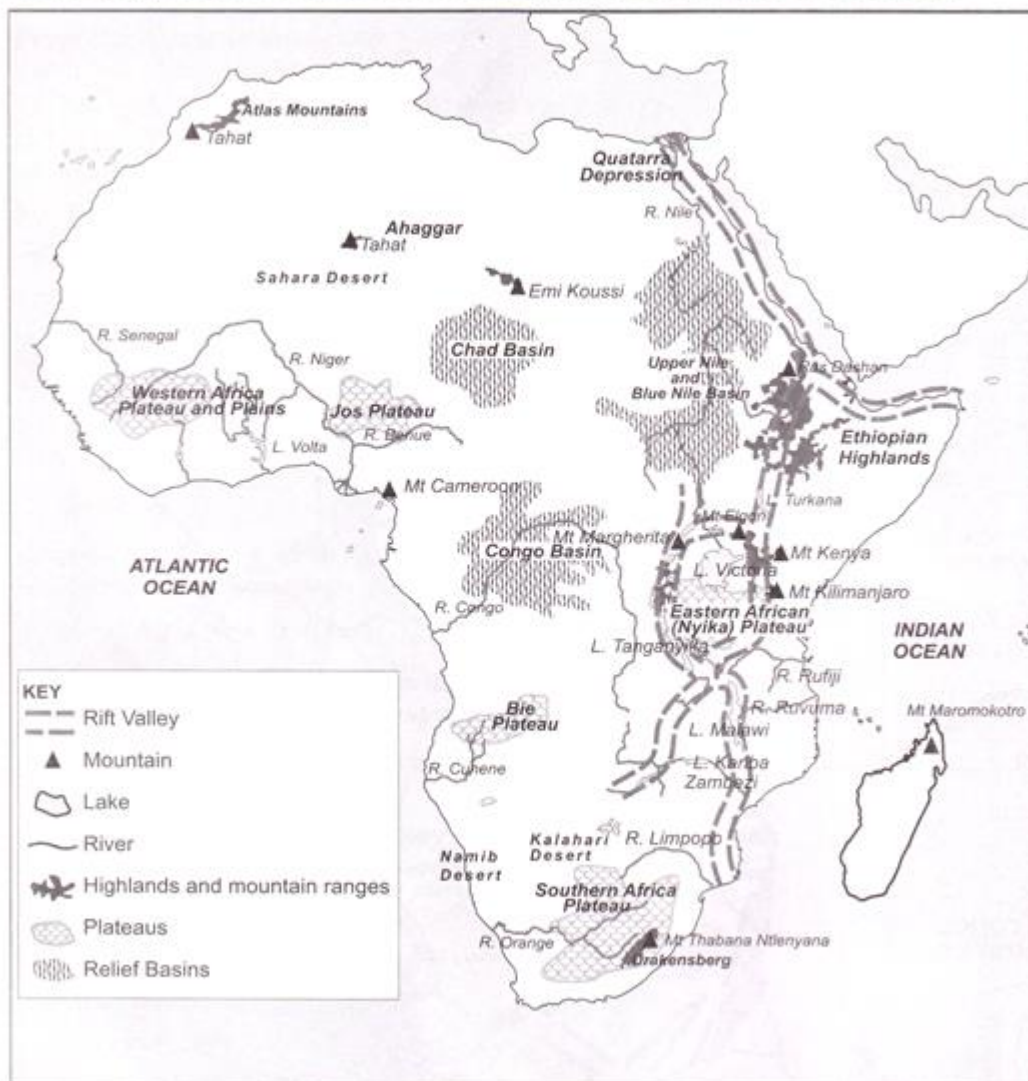 Atlas Mountains
Tahat
Quatarra
Depression
R. Nile
Ahaggar
Tahat
Sahara Desert
Emi Koussi
R. Senegal
R. Niger
Chad Basin
Upper Nile
and
Blue Nile Basin
Ras Dashan
Western Africa
Plateau and Plains
Jos Plateau
R. Benue
L. Volta
Ethiopian
Highlands
Mt Cameroon
L. Turkana
Mt Elgon
Mt Margherita
Congo Basin
Mt Kenya
L. Victoria
Mt Kilimanjaro
ATLANTIC
OCEAN
R. Congo
Eastern African
(Nyika) Plateau
INDIAN
OCEAN
L. Tanganyika
R. Rufiji
R. Ruvuma
Mt Maromokotro
Bie
Plateau
L. Malawi
L. Kariba
Zambezi
R. Cunene
Kalahari
Desert
R. Limpopo
Namib
Desert
Southern Africa
Plateau
R. Orange
Mt Thabana Ntlenyana
Drakensberg
KEY
Rift Valley
Mountain
Lake
River
Highlands and mountain ranges
Plateaus
Relief Basins